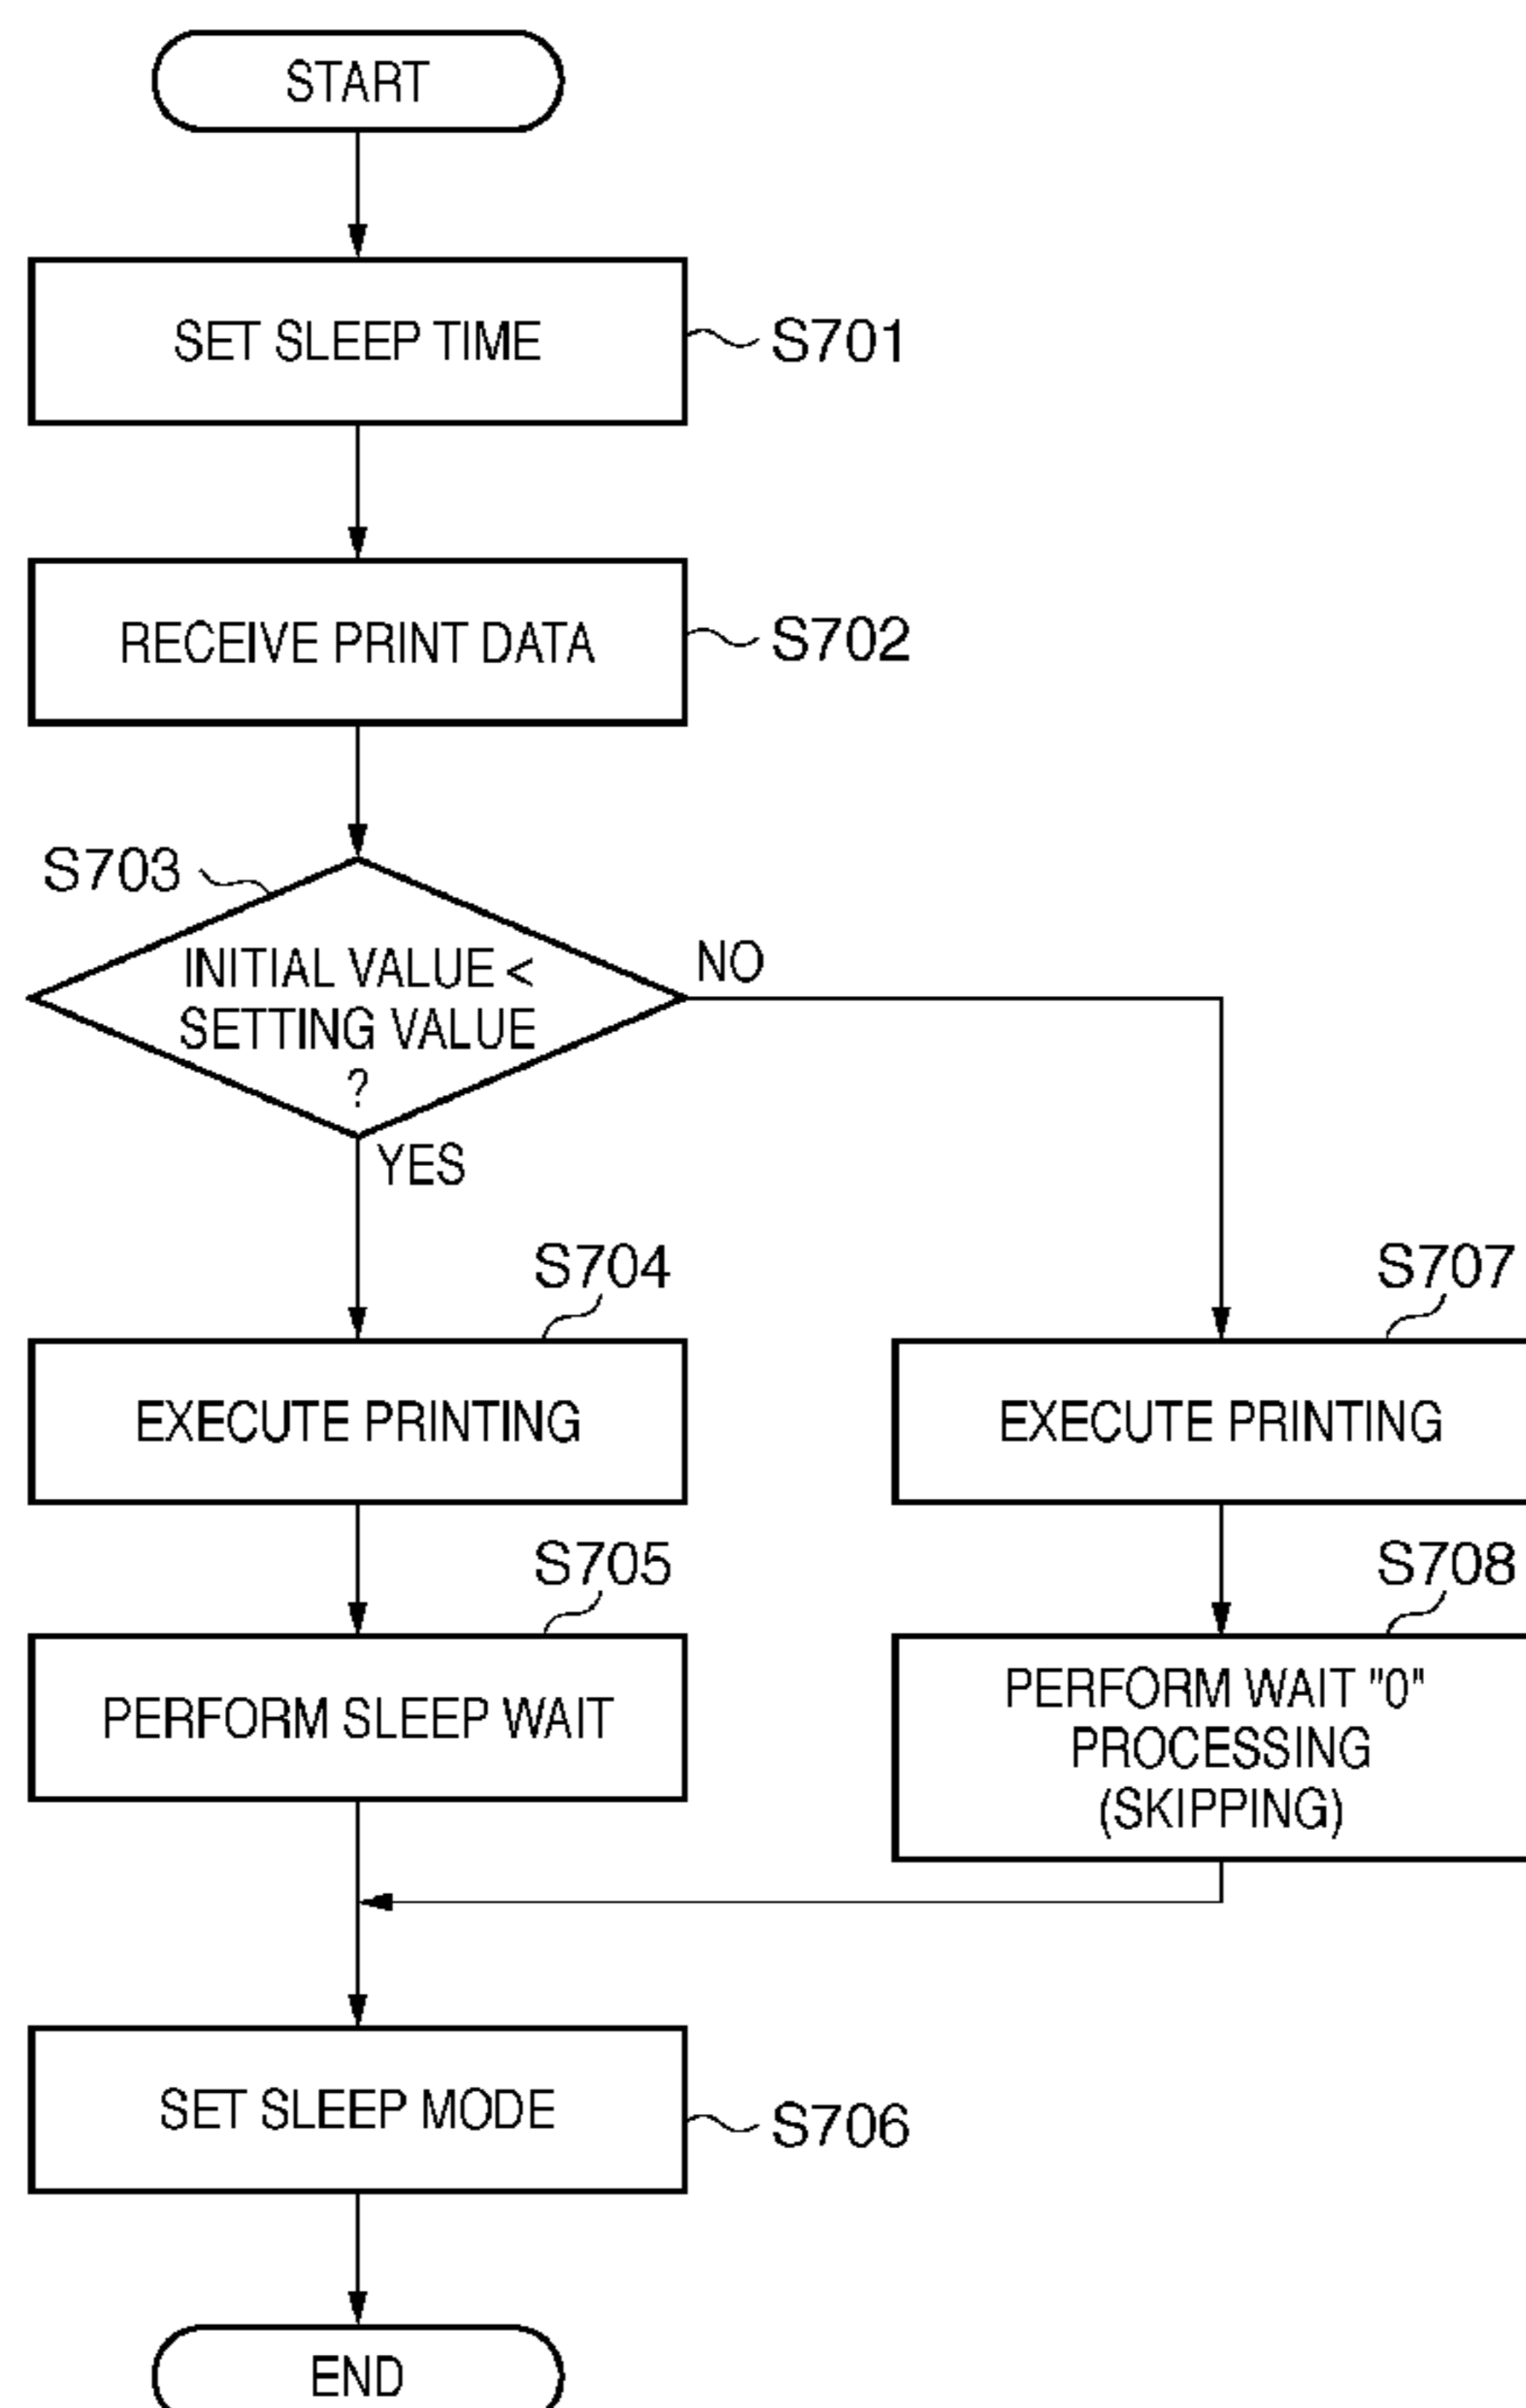 START
SET SLEEP TIME
S701
RECEIVE PRINT DATA
S702
S703
INITIAL VALUE <
SETTING VALUE
?
NO
YES
S704
EXECUTE PRINTING
S707
EXECUTE PRINTING
S705
PERFORM SLEEP WAIT
S708
PERFORM WAIT "0"
PROCESSING
(SKIPPING)
SET SLEEP MODE
S706
END